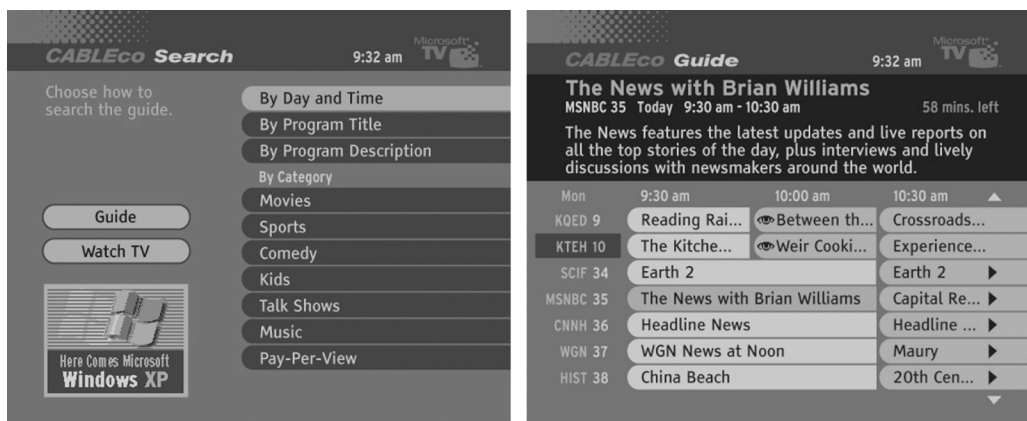 CABLEco Search
9:32 am
Microsoft®
TV
Choose how to
search the guide.
By Day and Time
By Program Title
By Program Description
By Category
Movies
Sports
Comedy
Kids
Talk Shows
Music
Pay-Per-View
Guide
Watch TV
Here Comes Microsoft
Windows XP
CABLEco Guide
9:32 am
Microsoft®
TV
The News with Brian Williams
MSNBC 35 Today 9:30 am - 10:30 am 58 mins. left
The News features the latest updates and live reports on
all the top stories of the day, plus interviews and lively
discussions with newsmakers around the world.
Mon 9:30 am 10:00 am 10:30 am
KQED 9 Reading Rai... Between th... Crossroads...
KTEH 10 The Kitche... Weir Cooki... Experience...
SCIF 34 Earth 2 Earth 2
MSNBC 35 The News with Brian Williams Capital Re...
CNNH 36 Headline News Headline ...
WGN 37 WGN News at Noon Maury
HIST 38 China Beach 20th Cen...